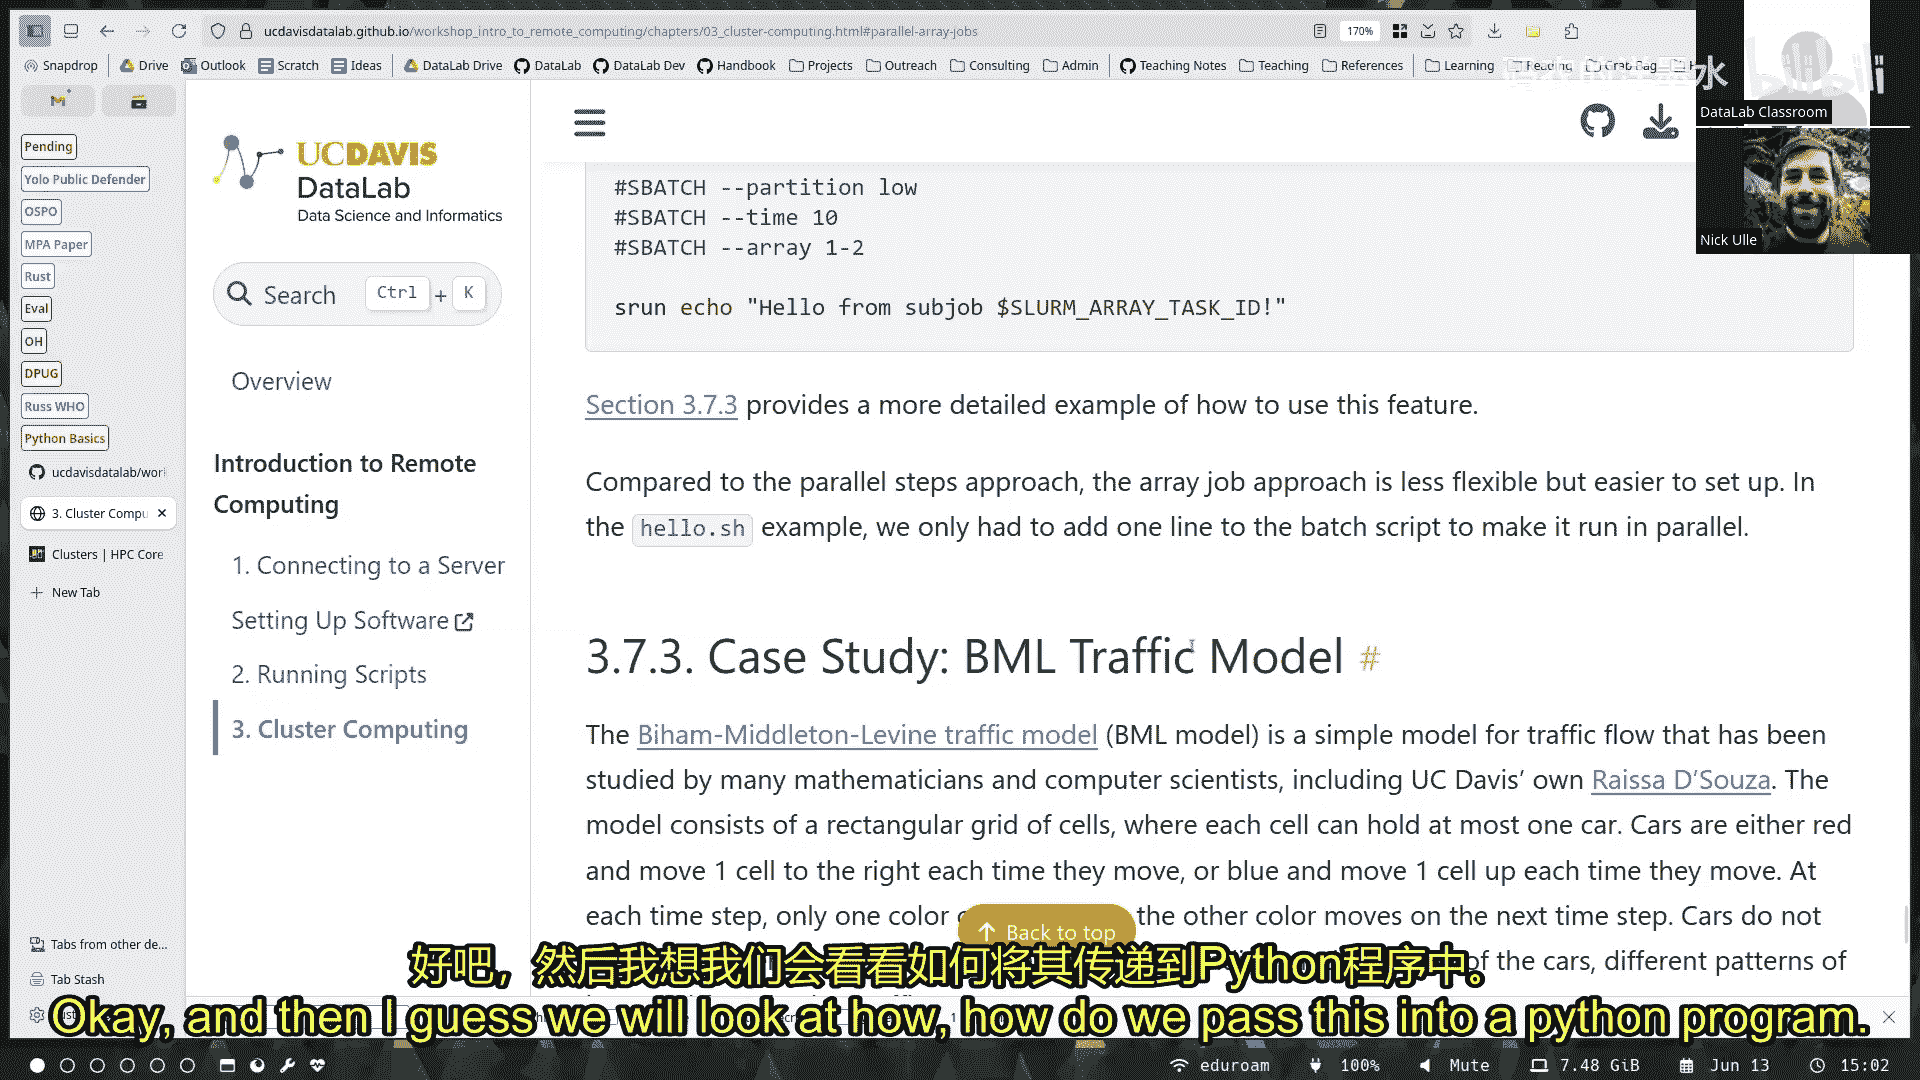 ucdavisdatalab.github.io/workshop_intro_to_remote_computing/chapters/03_cluster-computing.html#parallel-array-jobs
170%
Snapdrop
Drive
Outlook
Scratch
Ideas
DataLab Drive
DataLab
DataLab Dev
Handbook
Projects
Outreach
Consulting
Admin
Teaching Notes
Teaching
References
Learning
Reading
Grab Bag
bilibili
DataLab Classroom
Nick Ulle
Pending
Yolo Public Defender
OSPO
MPA Paper
Rust
Eval
OH
DPUG
Russ WHO
Python Basics
ucdavisdatalab/wor
3. Cluster Compu
Clusters | HPC Core
New Tab
Tabs from other de...
Tab Stash
UCDAVIS
DataLab
Data Science and Informatics
Search Ctrl + K
Overview
Introduction to Remote
Computing
1. Connecting to a Server
Setting Up Software
2. Running Scripts
3. Cluster Computing
#SBATCH --partition low
#SBATCH --time 10
#SBATCH --array 1-2
srun echo "Hello from subjob $SLURM_ARRAY_TASK_ID!"
Section 3.7.3 provides a more detailed example of how to use this feature.
Compared to the parallel steps approach, the array job approach is less flexible but easier to set up. In
the hello.sh example, we only had to add one line to the batch script to make it run in parallel.
3.7.3. Case Study: BML Traffic Model #
The Biham-Middleton-Levine traffic model (BML model) is a simple model for traffic flow that has been
studied by many mathematicians and computer scientists, including UC Davis’ own Raissa D’Souza. The
model consists of a rectangular grid of cells, where each cell can hold at most one car. Cars are either red
and move 1 cell to the right each time they move, or blue and move 1 cell up each time they move. At
each time step, only one color the other color moves on the next time step. Cars do not
of the cars, different patterns of
Back to top
好吧，然后我想我们会看看如何将其传递到Python程序中。
Okay, and then I guess we will look at how, how do we pass this into a python program.
eduroam 100% Mute 7.48 GiB Jun 13 15:02